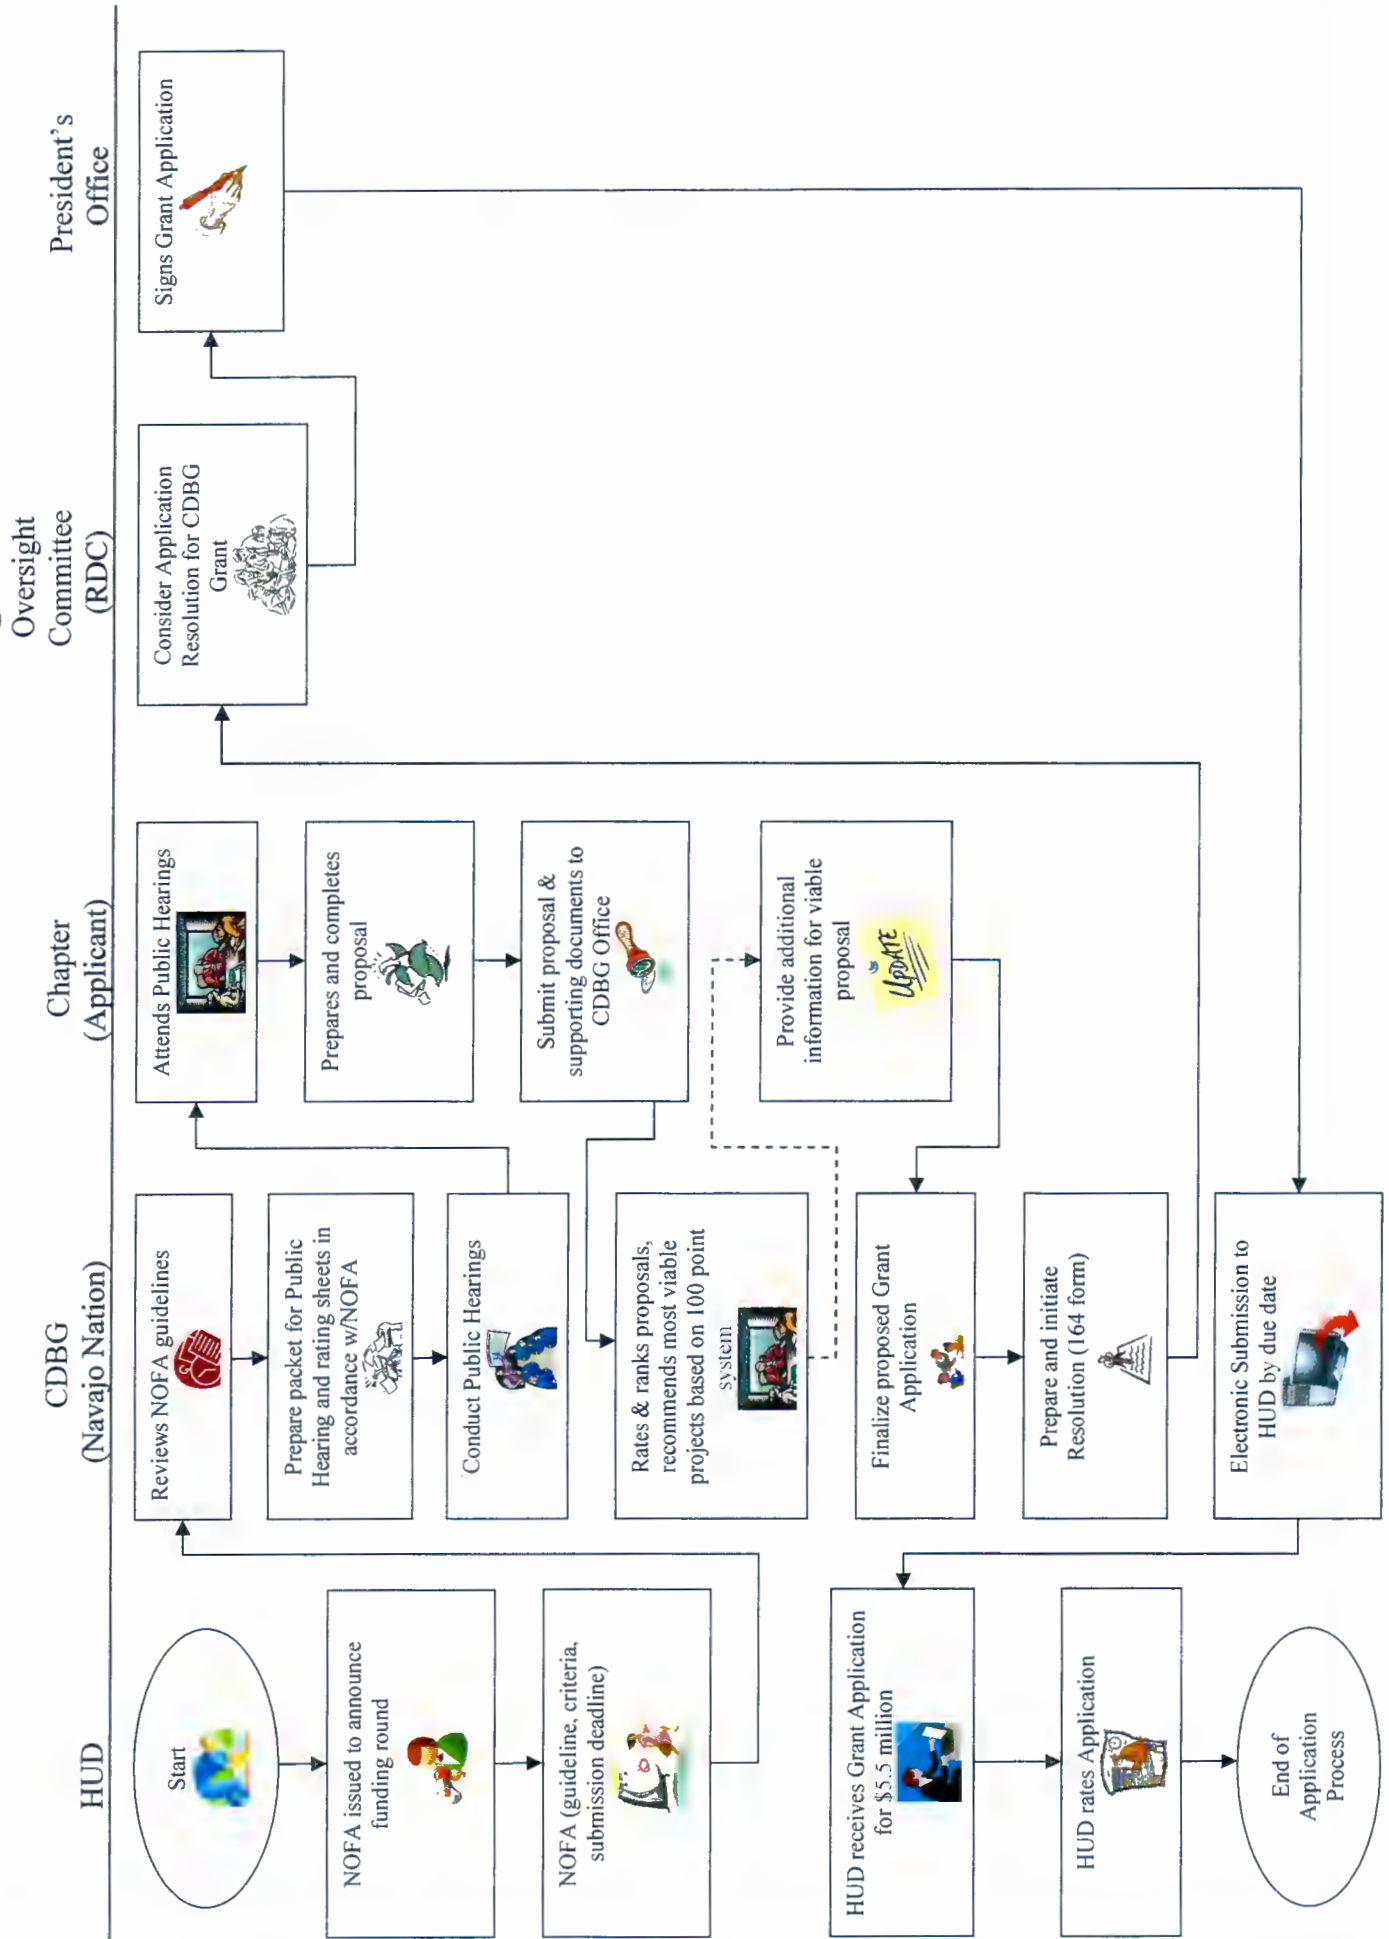 HUD
CDBG
(Navajo Nation)
Chapter
(Applicant)
Oversight
Committee
(RDC)
President's
Office
Start
NOFA issued to announce
funding round
NOFA (guideline, criteria,
submission deadline)
HUD receives Grant Application
for $5.5 million
HUD rates Application
End of
Application
Process
Reviews NOFA guidelines
Prepare packet for Public
Hearing and rating sheets in
accordance w/NOFA
Conduct Public Hearings
Rates & ranks proposals,
recommends most viable
projects based on 100 point
system
Finalize proposed Grant
Application
Prepare and initiate
Resolution (164 form)
Electronic Submission to
HUD by due date
Attends Public Hearings
Prepares and completes
proposal
Submit proposal &
supporting documents to
CDBG Office
Provide additional
information for viable
proposal
UPDATE
Consider Application
Resolution for CDBG
Grant
Signs Grant Application